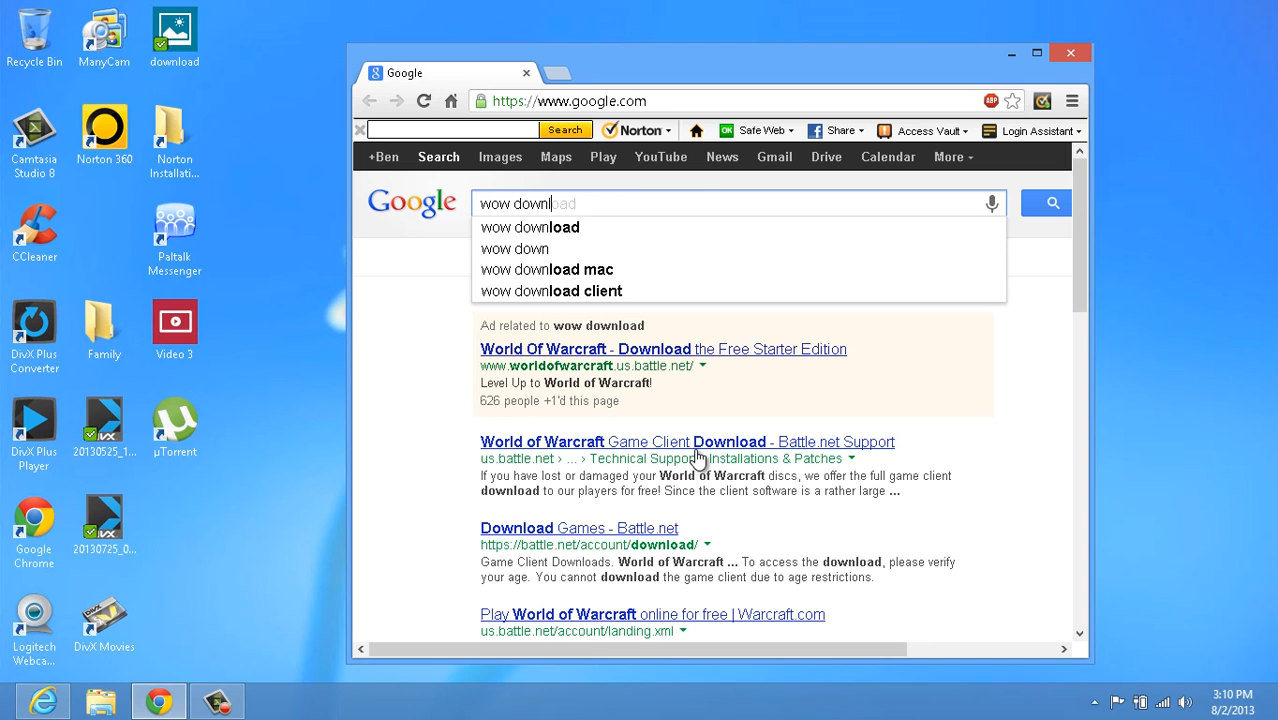 Recycle Bin
ManyCam
download
Camtasia
Studio 8
Norton 360
Norton
Installati...
CCleaner
Paltalk
Messenger
DivX Plus
Converter
Family
Video 3
DivX Plus
Player
20130525_1...
µTorrent
Google
Chrome
20130725_0...
Logitech
Webca...
DivX Movies
Google
https://www.google.com
ABP
Search
Norton
OK Safe Web
Share
Access Vault
Login Assistant
+Ben Search Images Maps Play YouTube News Gmail Drive Calendar More
Google
wow download
wow download
wow down
wow download mac
wow download client
Ad related to wow download
World Of Warcraft - Download the Free Starter Edition
www.worldofwarcraft.us.battle.net/
Level Up to World of Warcraft!
626 people +1'd this page
World of Warcraft Game Client Download - Battle.net Support
us.battle.net › ... › Technical Support Installations & Patches
If you have lost or damaged your World of Warcraft discs, we offer the full game client
download to our players for free! Since the client software is a rather large ...
Download Games - Battle.net
https://battle.net/account/download/
Game Client Downloads. World of Warcraft ... To access the download, please verify
your age. You cannot download the game client due to age restrictions.
Play World of Warcraft online for free | Warcraft.com
us.battle.net/account/landing.xml
3:10 PM
8/2/2013